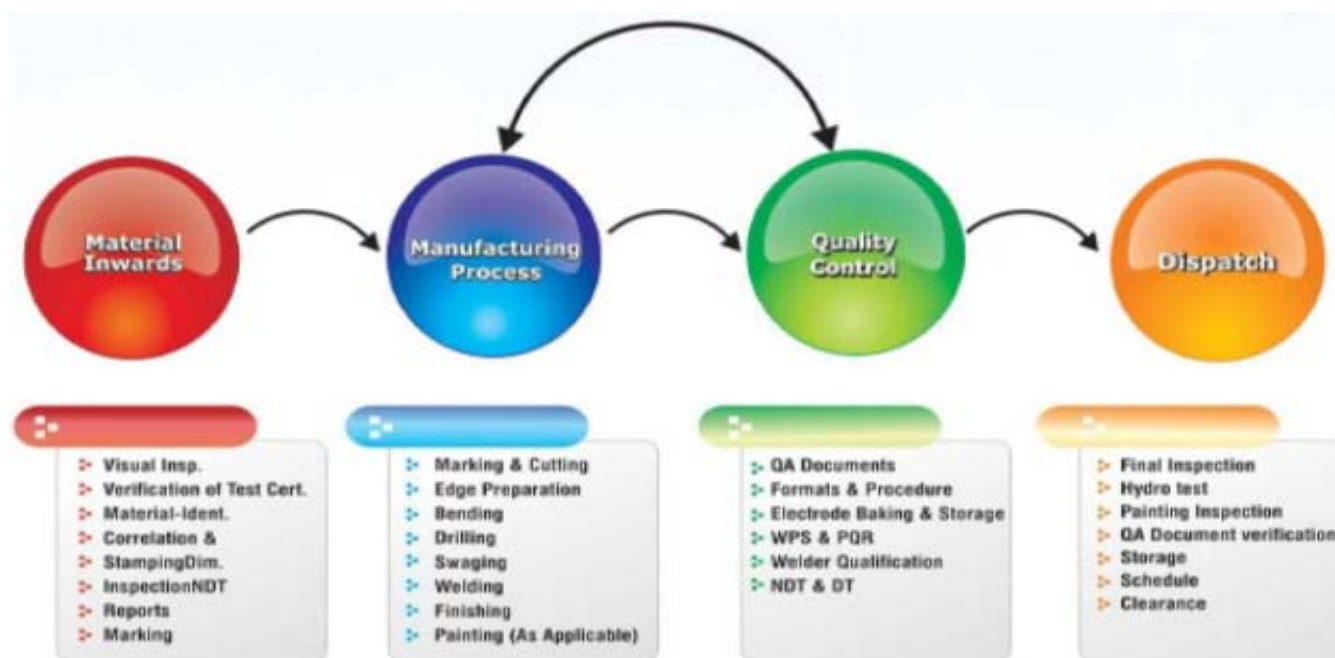 Material
Inwards
Manufacturing
Process
Quality
Control
Dispatch
Visual Insp.
Verification of Test Cert.
Material-Ident.
Correlation &
StampingDim.
InspectionNDT
Reports
Marking
Marking & Cutting
Edge Preparation
Bending
Drilling
Swaging
Welding
Finishing
Painting (As Applicable)
QA Documents
Formats & Procedure
Electrode Baking & Storage
WPS & PQR
Welder Qualification
NDT & DT
Final Inspection
Hydro test
Painting Inspection
QA Document verification
Storage
Schedule
Clearance